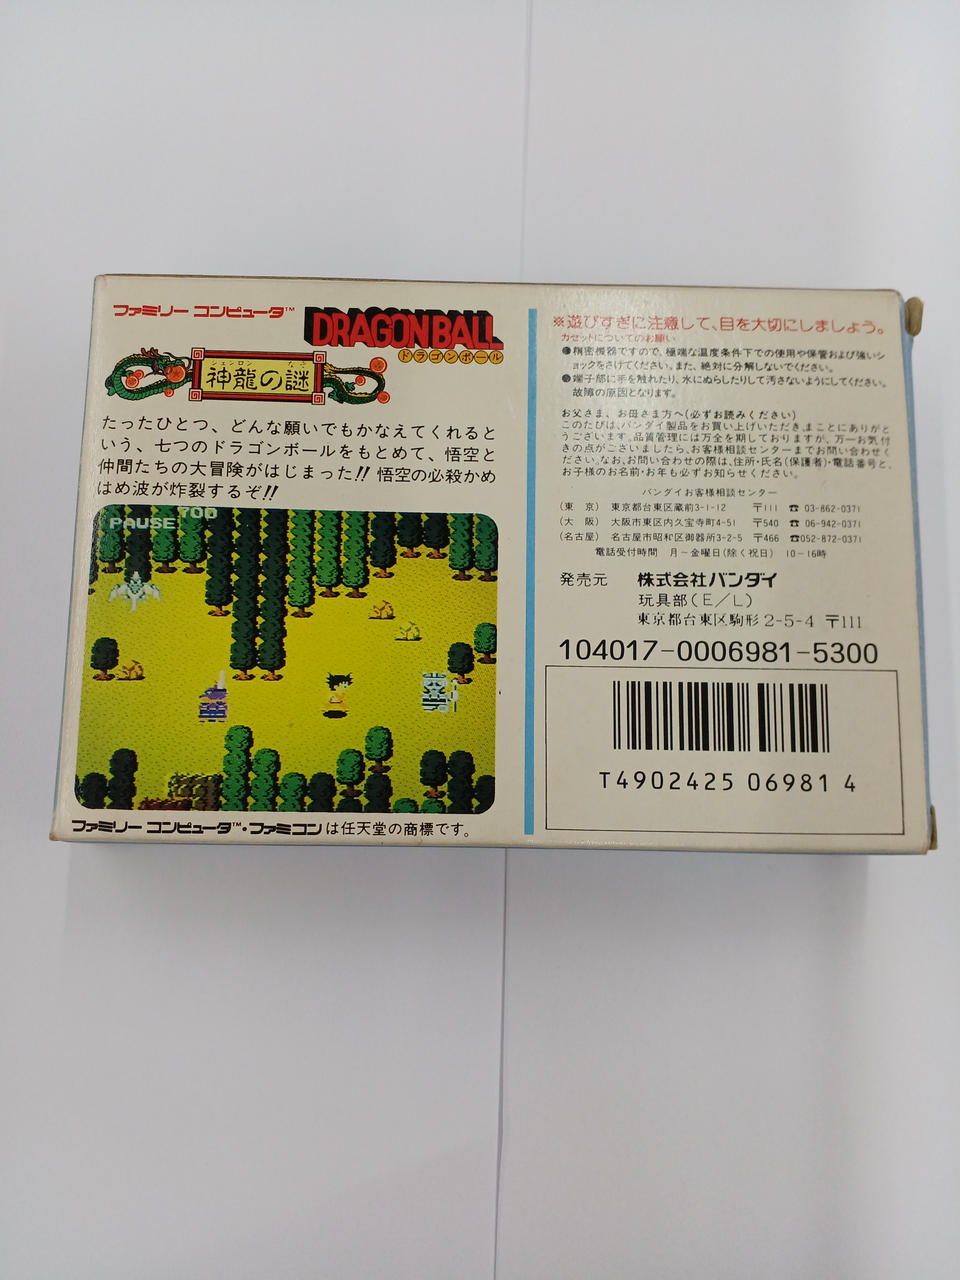 ファミリー コンピュータ™
DRAGONBALL
ドラゴンボール
シェンロン なぞ
神龍の謎
たったひとつ、どんな願いでもかなえてくれると
いう、七つのドラゴンボールをもとめて、悟空と
仲間たちの大冒険がはじまった!! 悟空の必殺かめ
はめ波が炸裂するぞ!!
PAUSE 700
ファミリー コンピュータ™・ファミコンは任天堂の商標です。
※遊びすぎに注意して、目を大切にしましょう。
カセットについてのお願い
●精密機器ですので、極端な温度条件下での使用や保管および強いシ
ョックをさけてください。また、絶対に分解しないでください。
●端子部に手を触れたり、水にぬらしたりして汚さないようにしてください。
故障の原因となります。
お父さま、お母さま方へ(必ずお読みください)
このたびは、バンダイ製品をお買い上げいただき、まことにありがと
うございます。品質管理には万全を期しておりますが、万一お気付
きの点がございましたら、お客様相談センターまでお問い合わせく
ださい。なお、お問い合わせの際は、住所・氏名(保護者)・電話番号と、
お子様のお名前・お年も必ずお知らせください。
バンダイお客様相談センター
(東 京) 東京都台東区蔵前3-1-12 〒111 ☎ 03-862-0371
(大 阪) 大阪市東区内久宝寺町4-51 〒540 ☎ 06-942-0371
(名古屋) 名古屋市昭和区御器所3-2-5 〒466 ☎052-872-0371
電話受付時間 月〜金曜日(除く祝日) 10-16時
発売元 株式会社バンダイ
玩具部(E/L)
東京都台東区駒形2-5-4 〒111
104017-0006981-5300
T4902425 06981 4